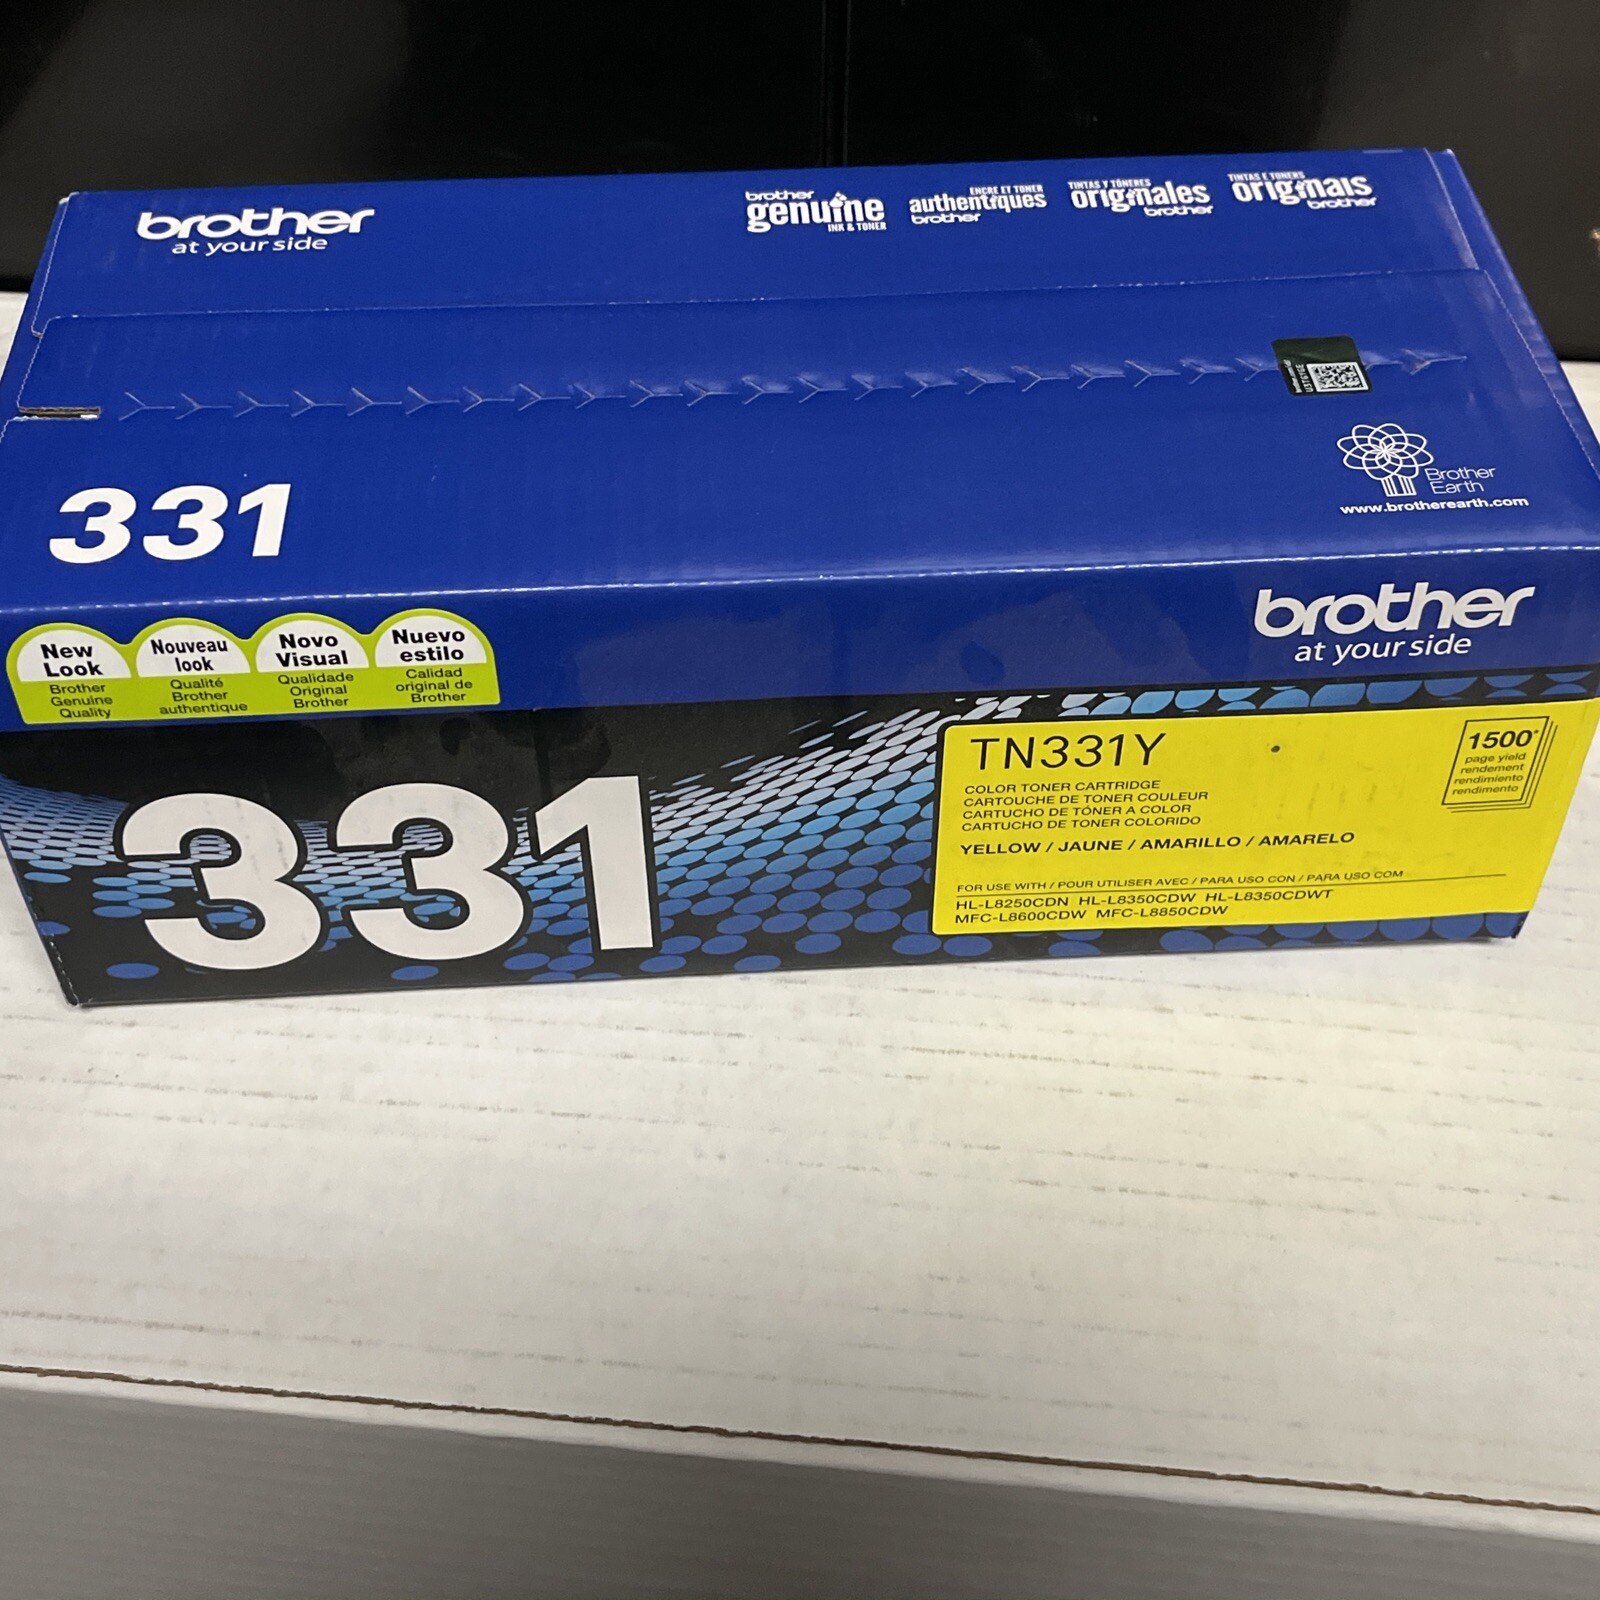 brother
at your side
brother
genuine
INK & TONER
ENCRE ET TONER
authentiques
brother
TINTAS Y TÓNERES
originales
brother
TINTAS E TONERS
originais
brother
331
Brother
Earth
www.brotherearth.com
New
Look
Brother
Genuine
Quality
Nouveau
look
Qualité
Brother
authentique
Novo
Visual
Qualidade
Original
Brother
Nuevo
estilo
Calidad
original de
Brother
brother
at your side
331
TN331Y
COLOR TONER CARTRIDGE
CARTOUCHE DE TONER COULEUR
CARTUCHO DE TÓNER A COLOR
CARTUCHO DE TONER COLORIDO
YELLOW / JAUNE / AMARILLO / AMARELO
1500*
page yield
rendement
rendimiento
rendimento
FOR USE WITH / POUR UTILISER AVEC / PARA USO CON / PARA USO COM
HL-L8250CDN HL-L8350CDW HL-L8350CDWT
MFC-L8600CDW MFC-L8850CDW